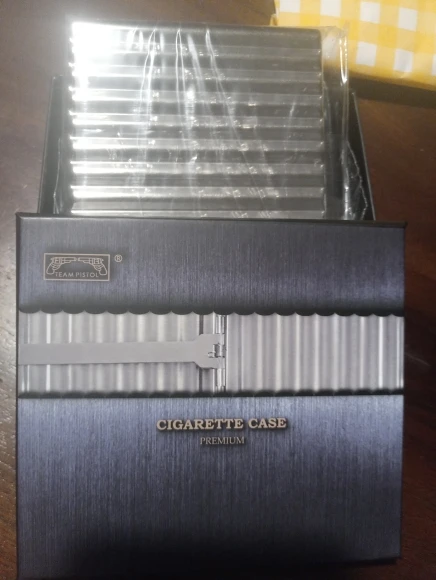 TEAM PISTOL ®
CIGARETTE CASE
PREMIUM